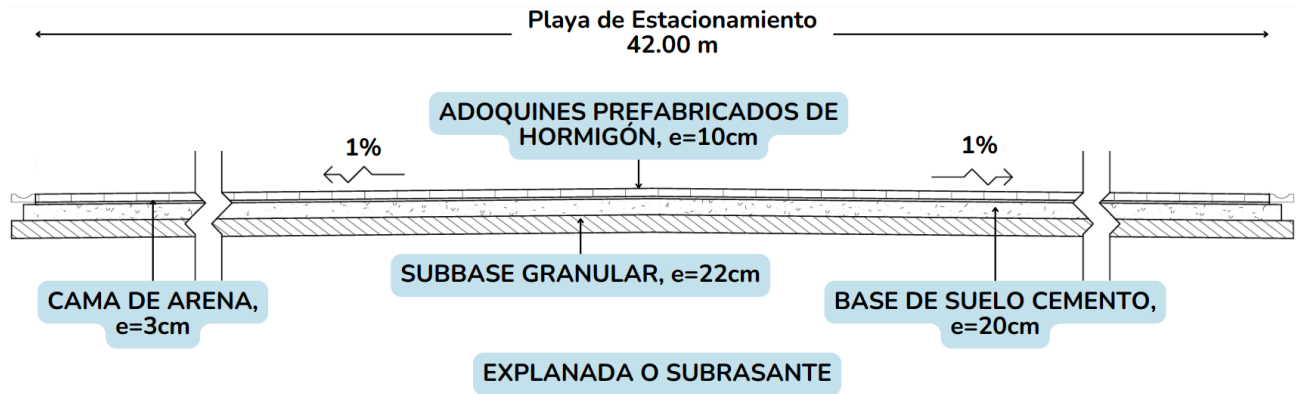 Playa de Estacionamiento
42.00 m
ADOQUINES PREFABRICADOS DE
HORMIGÓN, e=10cm
1%
1%
SUBBASE GRANULAR, e=22cm
CAMA DE ARENA,
e=3cm
BASE DE SUELO CEMENTO,
e=20cm
EXPLANADA O SUBRASANTE